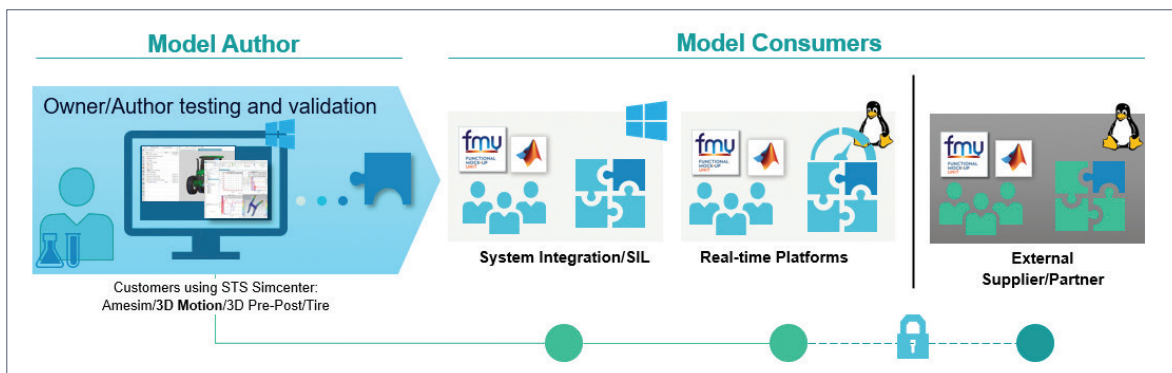 Model Author
Model Consumers
Owner/Author testing and validation
fmu
FUNCTIONAL
MOCK-UP
UNIT
fmu
FUNCTIONAL
MOCK-UP
UNIT
fmu
FUNCTIONAL
MOCK-UP
UNIT
System Integration/SIL
Real-time Platforms
External
Supplier/Partner
Customers using STS Simcenter:
Amesim/3D Motion/3D Pre-Post/Tire